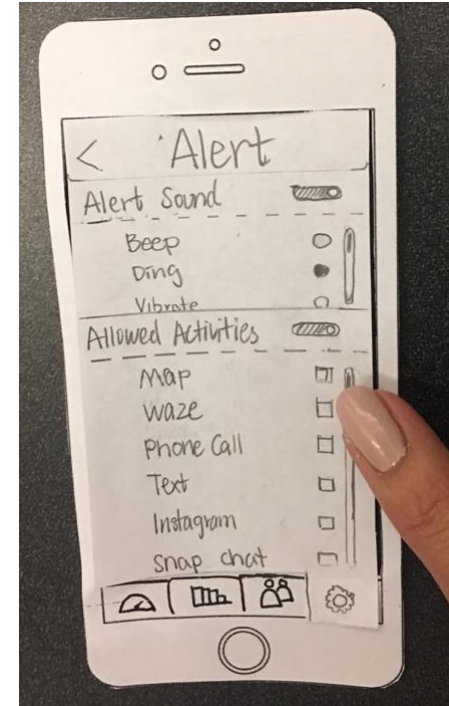 < Alert
Alert Sound
Beep
Ding
Vibrate
Allowed Activities
Map
Waze
Phone Call
Text
Instagram
Snap chat